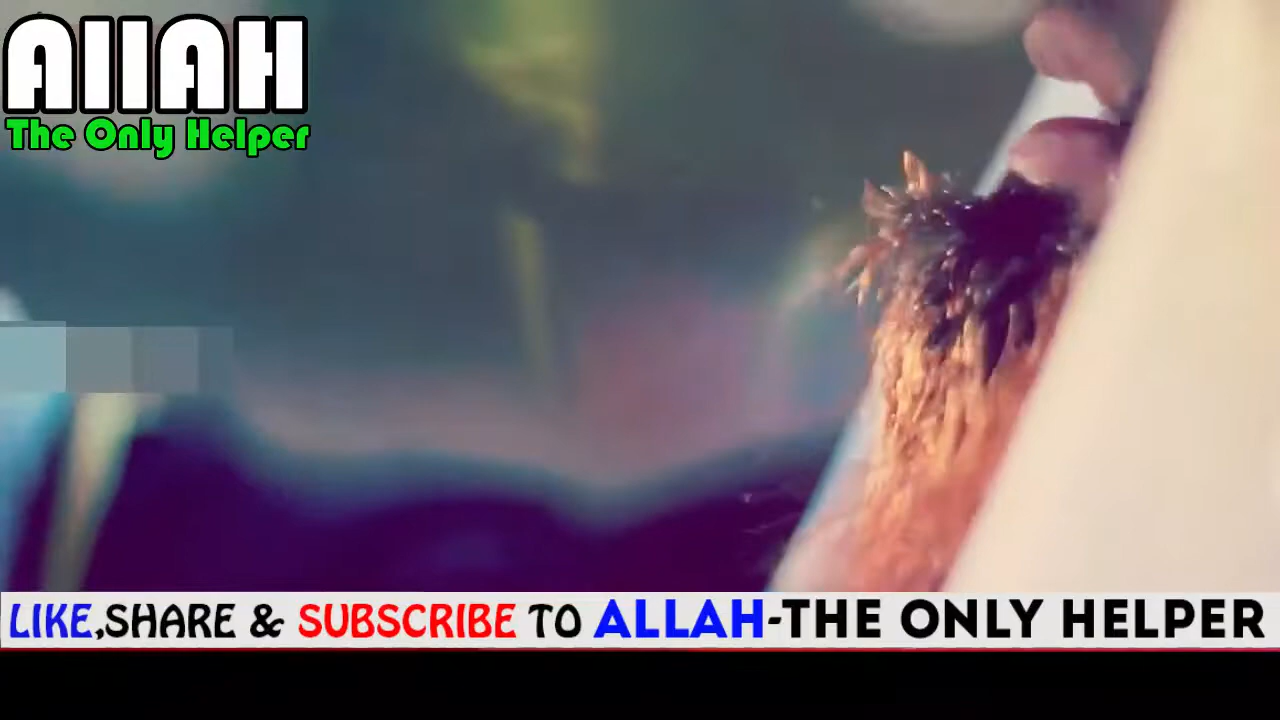 AllAH
The Only Helper
LIKE,SHARE & SUBSCRIBE TO ALLAH-THE ONLY HELPER